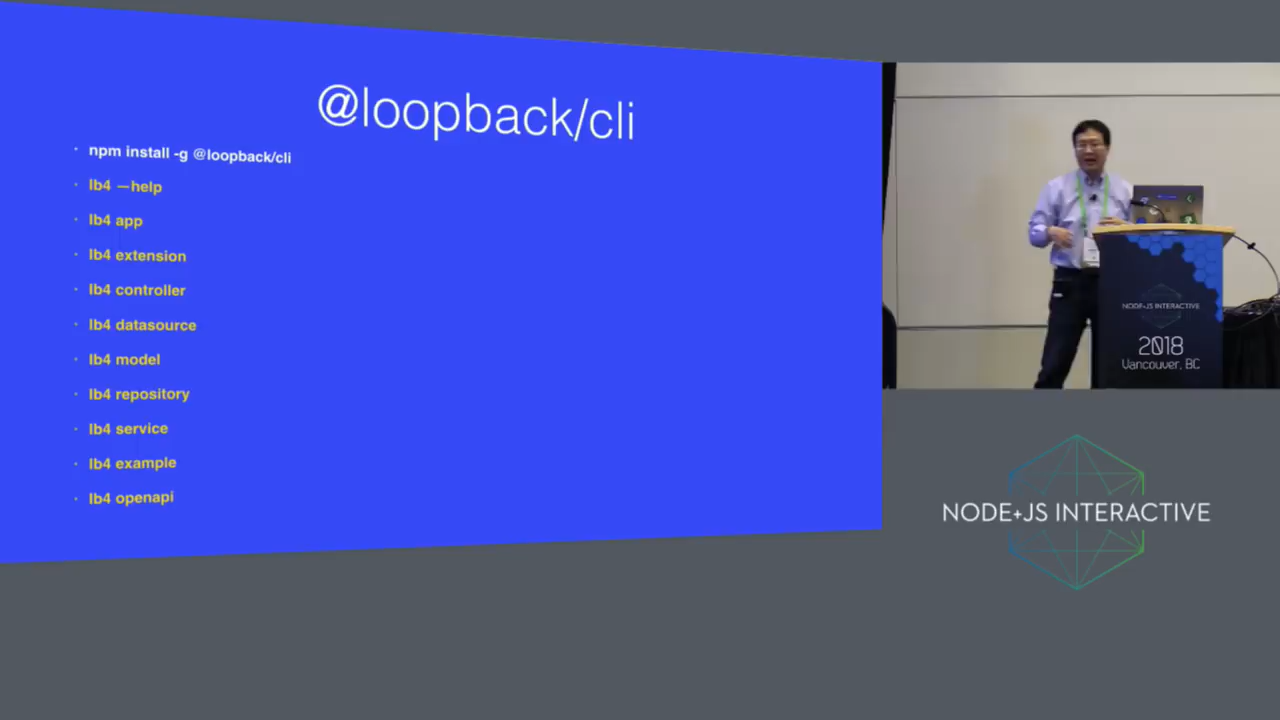 @loopback/cli
· npm install -g @loopback/cli
· lb4 —help
· lb4 app
· lb4 extension
· lb4 controller
· lb4 datasource
· lb4 model
· lb4 repository
· lb4 service
· lb4 example
· lb4 openapi
NODE+JS INTERACTIVE
2018
Vancouver, BC
NODE+JS INTERACTIVE